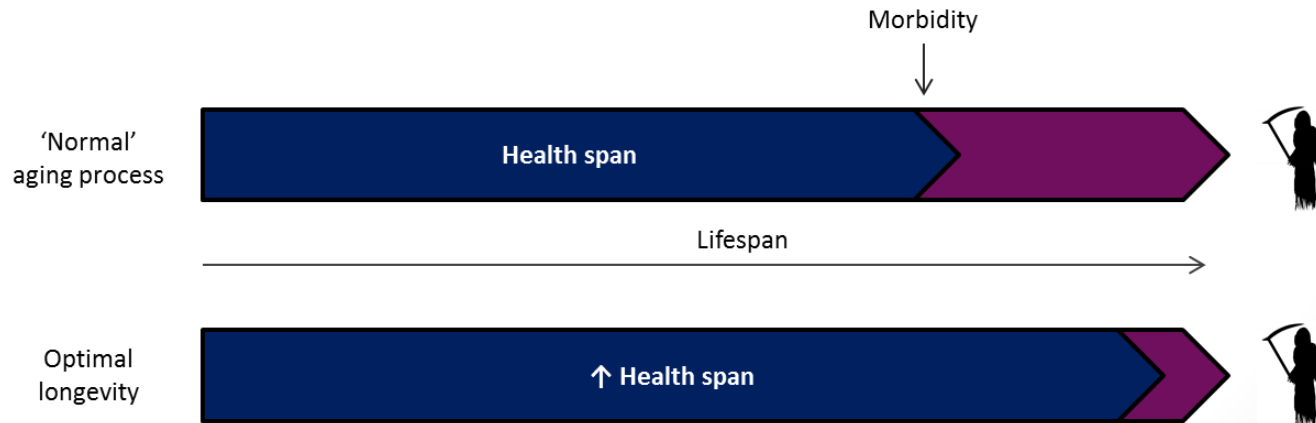 Morbidity
‘Normal’
aging process
Health span
Lifespan
Optimal
longevity
↑ Health span